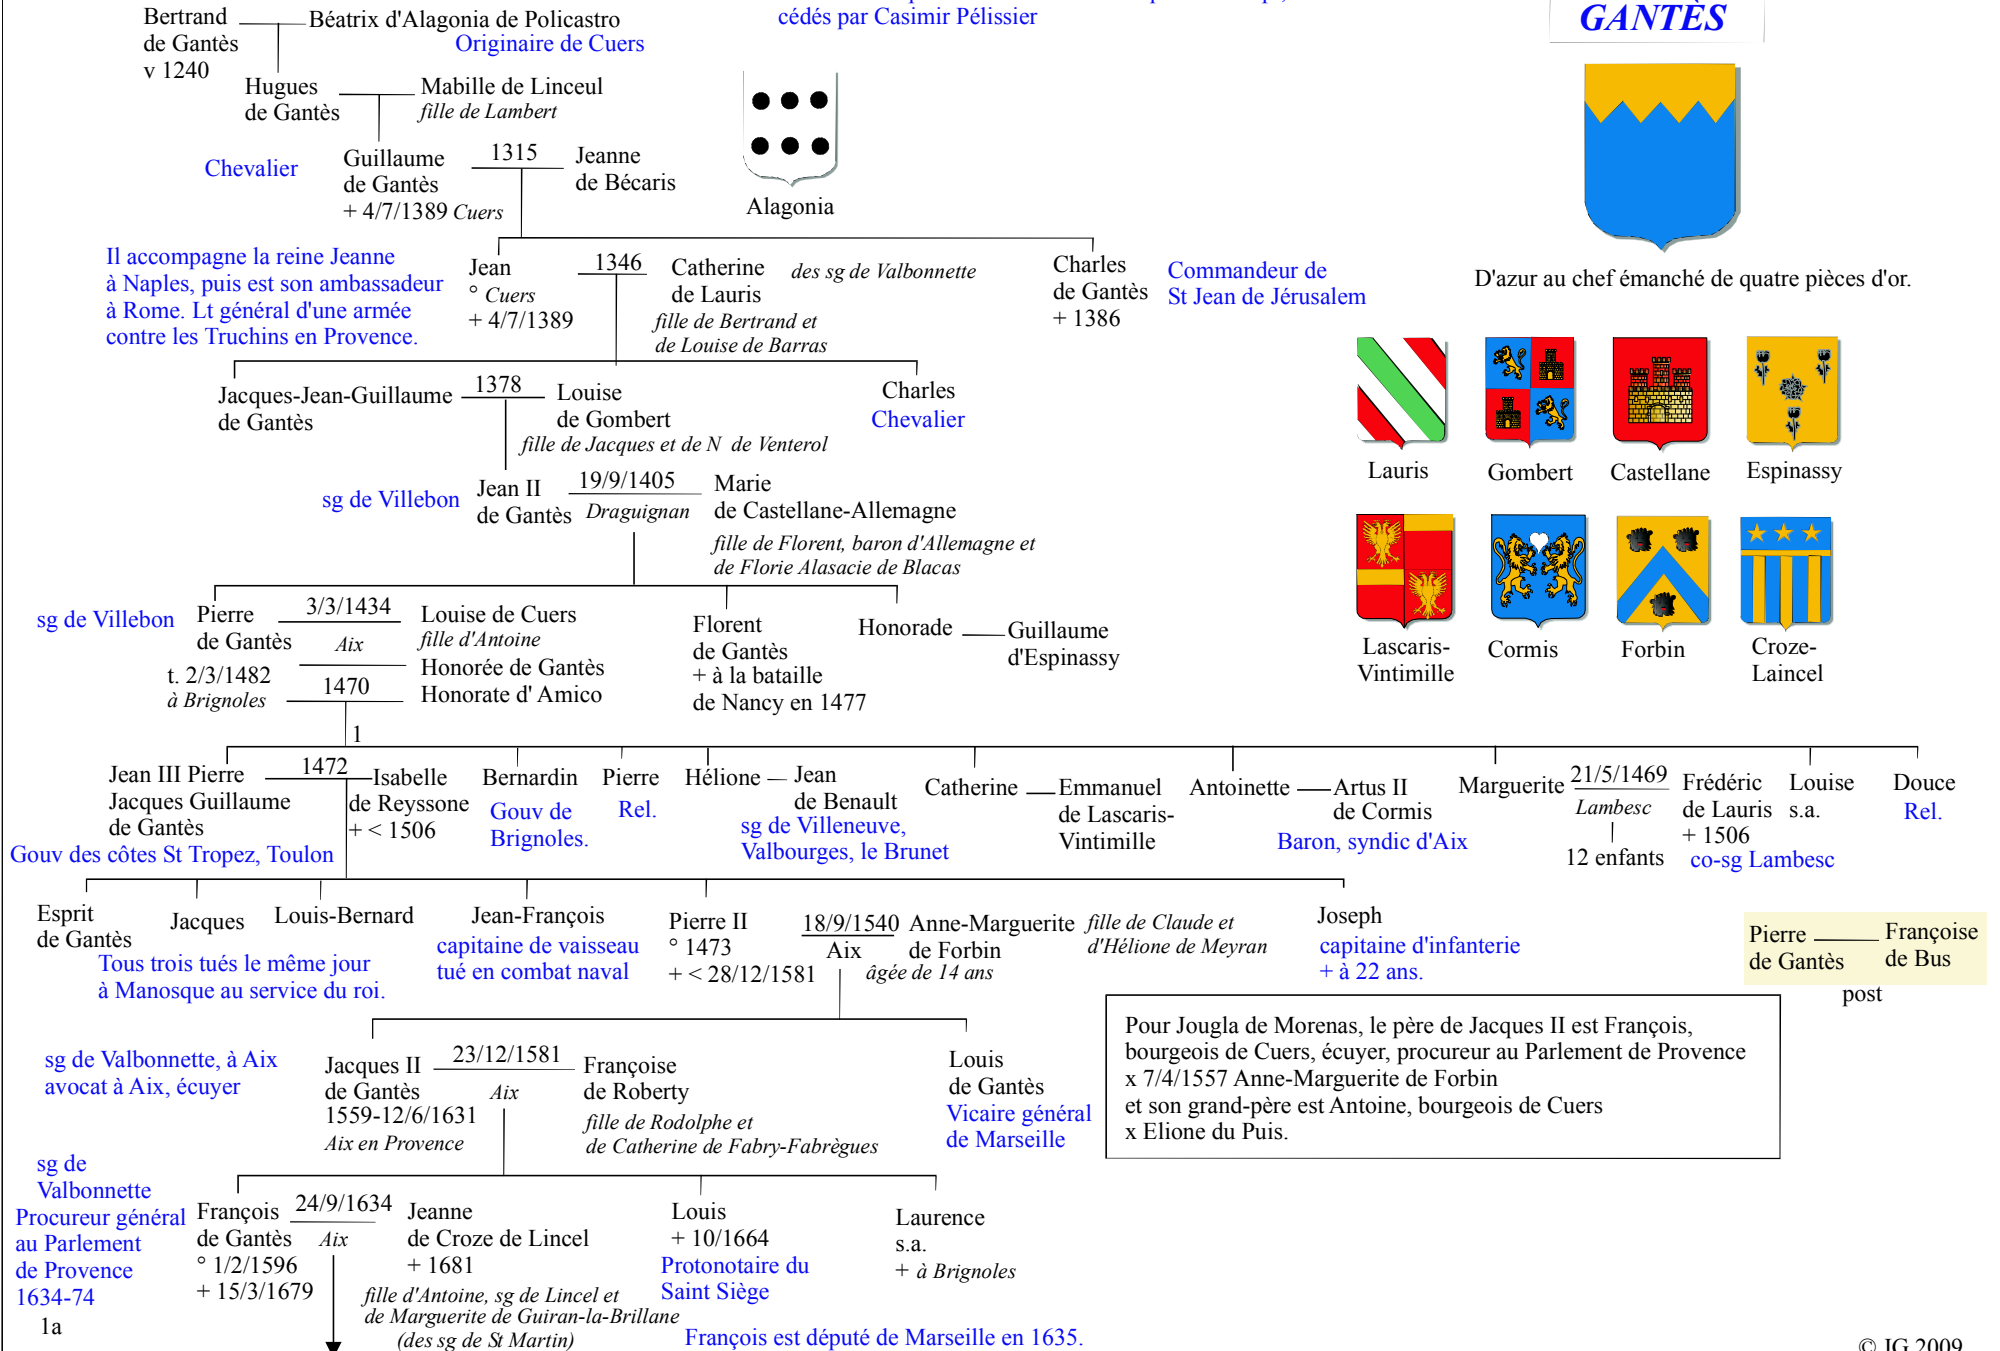 cédés par Casimir Pélissier
GANTÈS
Bertrand
de Gantès
v 1240
Béatrix d'Alagonia de Policastro
Originaire de Cuers
Hugues
de Gantès
Mabille de Linceul
fille de Lambert
Alagonia
Chevalier
Guillaume
de Gantès
+ 4/7/1389 Cuers
1315
Jeanne
de Bécaris
D'azur au chef émanché de quatre pièces d'or.
Il accompagne la reine Jeanne
à Naples, puis est son ambassadeur
à Rome. Lt général d'une armée
contre les Truchins en Provence.
Jean
° Cuers
+ 4/7/1389
1346
Catherine
de Lauris
des sg de Valbonnette
fille de Bertrand et
de Louise de Barras
Charles
de Gantès
+ 1386
Commandeur de
St Jean de Jérusalem
Jacques-Jean-Guillaume
de Gantès
1378
Louise
de Gombert
fille de Jacques et de N  de Venterol
Charles
Chevalier
Lauris
Gombert
Castellane
Espinassy
sg de Villebon
Jean II
de Gantès
19/9/1405
Draguignan
Marie
de Castellane-Allemagne
fille de Florent, baron d'Allemagne et
de Florie Alasacie de Blacas
Lascaris-
Vintimille
Cormis
Forbin
Croze-
Laincel
sg de Villebon
Pierre
de Gantès
t. 2/3/1482
à Brignoles
3/3/1434
Aix
Louise de Cuers
fille d'Antoine
Honorée de Gantès
1470
Honorate d' Amico
Florent
de Gantès
+ à la bataille
de Nancy en 1477
Honorade
Guillaume
d'Espinassy
1
Jean III Pierre
Jacques Guillaume
de Gantès
Gouv des côtes St Tropez, Toulon
1472
Isabelle
de Reyssone
+ < 1506
Bernardin
Gouv de
Brignoles.
Pierre
Rel.
Hélione
Jean
de Benault
sg de Villeneuve,
Valbourges, le Brunet
Catherine
Emmanuel
de Lascaris-
Vintimille
Antoinette
Artus II
de Cormis
Baron, syndic d'Aix
Marguerite
21/5/1469
Lambesc
12 enfants
Frédéric
de Lauris
+ 1506
co-sg Lambesc
Louise
s.a.
Douce
Rel.
Esprit
de Gantès
Jacques
Louis-Bernard
Tous trois tués le même jour
à Manosque au service du roi.
Jean-François
capitaine de vaisseau
tué en combat naval
Pierre II
° 1473
+ < 28/12/1581
18/9/1540
Aix
Anne-Marguerite
de Forbin
âgée de 14 ans
fille de Claude et
d'Hélione de Meyran
Joseph
capitaine d'infanterie
+ à 22 ans.
Pierre
de Gantès
Françoise
de Bus
post
Pour Jougla de Morenas, le père de Jacques II est François,
bourgeois de Cuers, écuyer, procureur au Parlement de Provence
x 7/4/1557 Anne-Marguerite de Forbin
et son grand-père est Antoine, bourgeois de Cuers
x Elione du Puis.
sg de Valbonnette, à Aix
avocat à Aix, écuyer
Jacques II
de Gantès
1559-12/6/1631
Aix en Provence
23/12/1581
Aix
Françoise
de Roberty
fille de Rodolphe et
de Catherine de Fabry-Fabrègues
Louis
de Gantès
Vicaire général
de Marseille
sg de
Valbonnette
Procureur général
au Parlement
de Provence
1634-74
1a
François
de Gantès
° 1/2/1596
+ 15/3/1679
24/9/1634
Aix
Jeanne
de Croze de Lincel
+ 1681
fille d'Antoine, sg de Lincel et
de Marguerite de Guiran-la-Brillane
(des sg de St Martin)
Louis
+ 10/1664
Protonotaire du
Saint Siège
Laurence
s.a.
+ à Brignoles
François est député de Marseille en 1635.
© JG 2009